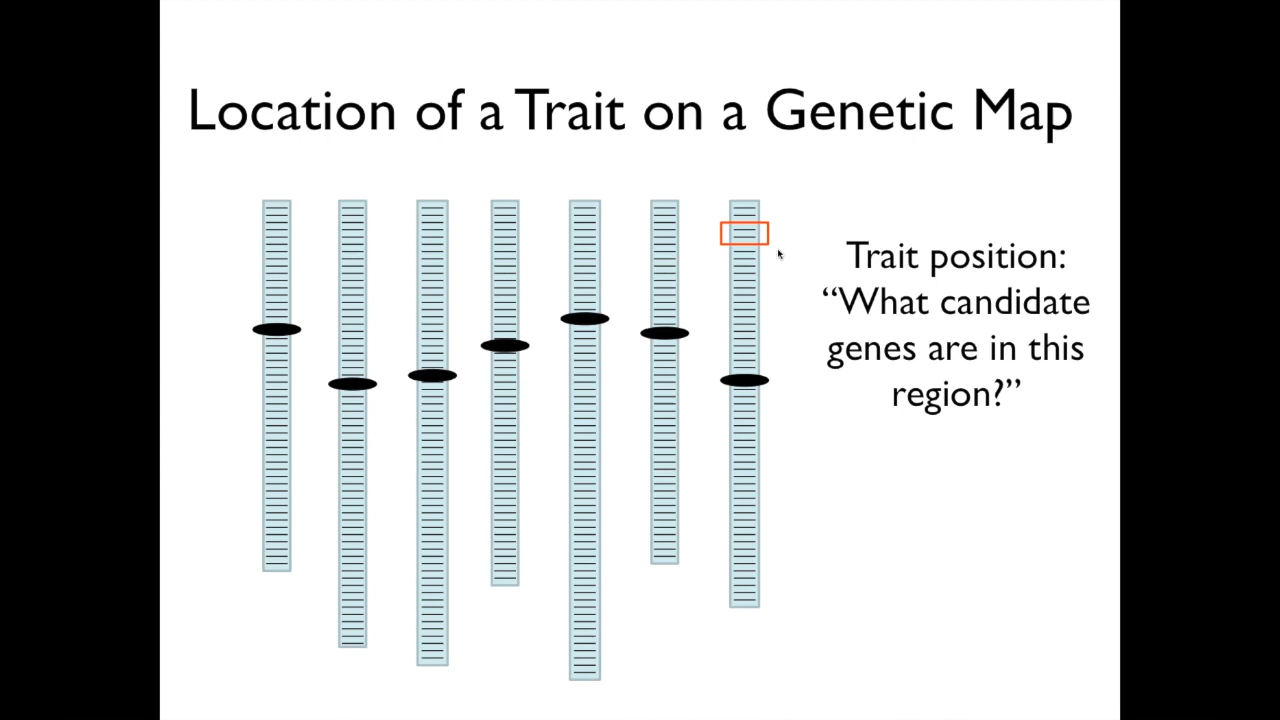 Location of a Trait on a Genetic Map
Trait position:
“What candidate
genes are in this
region?”